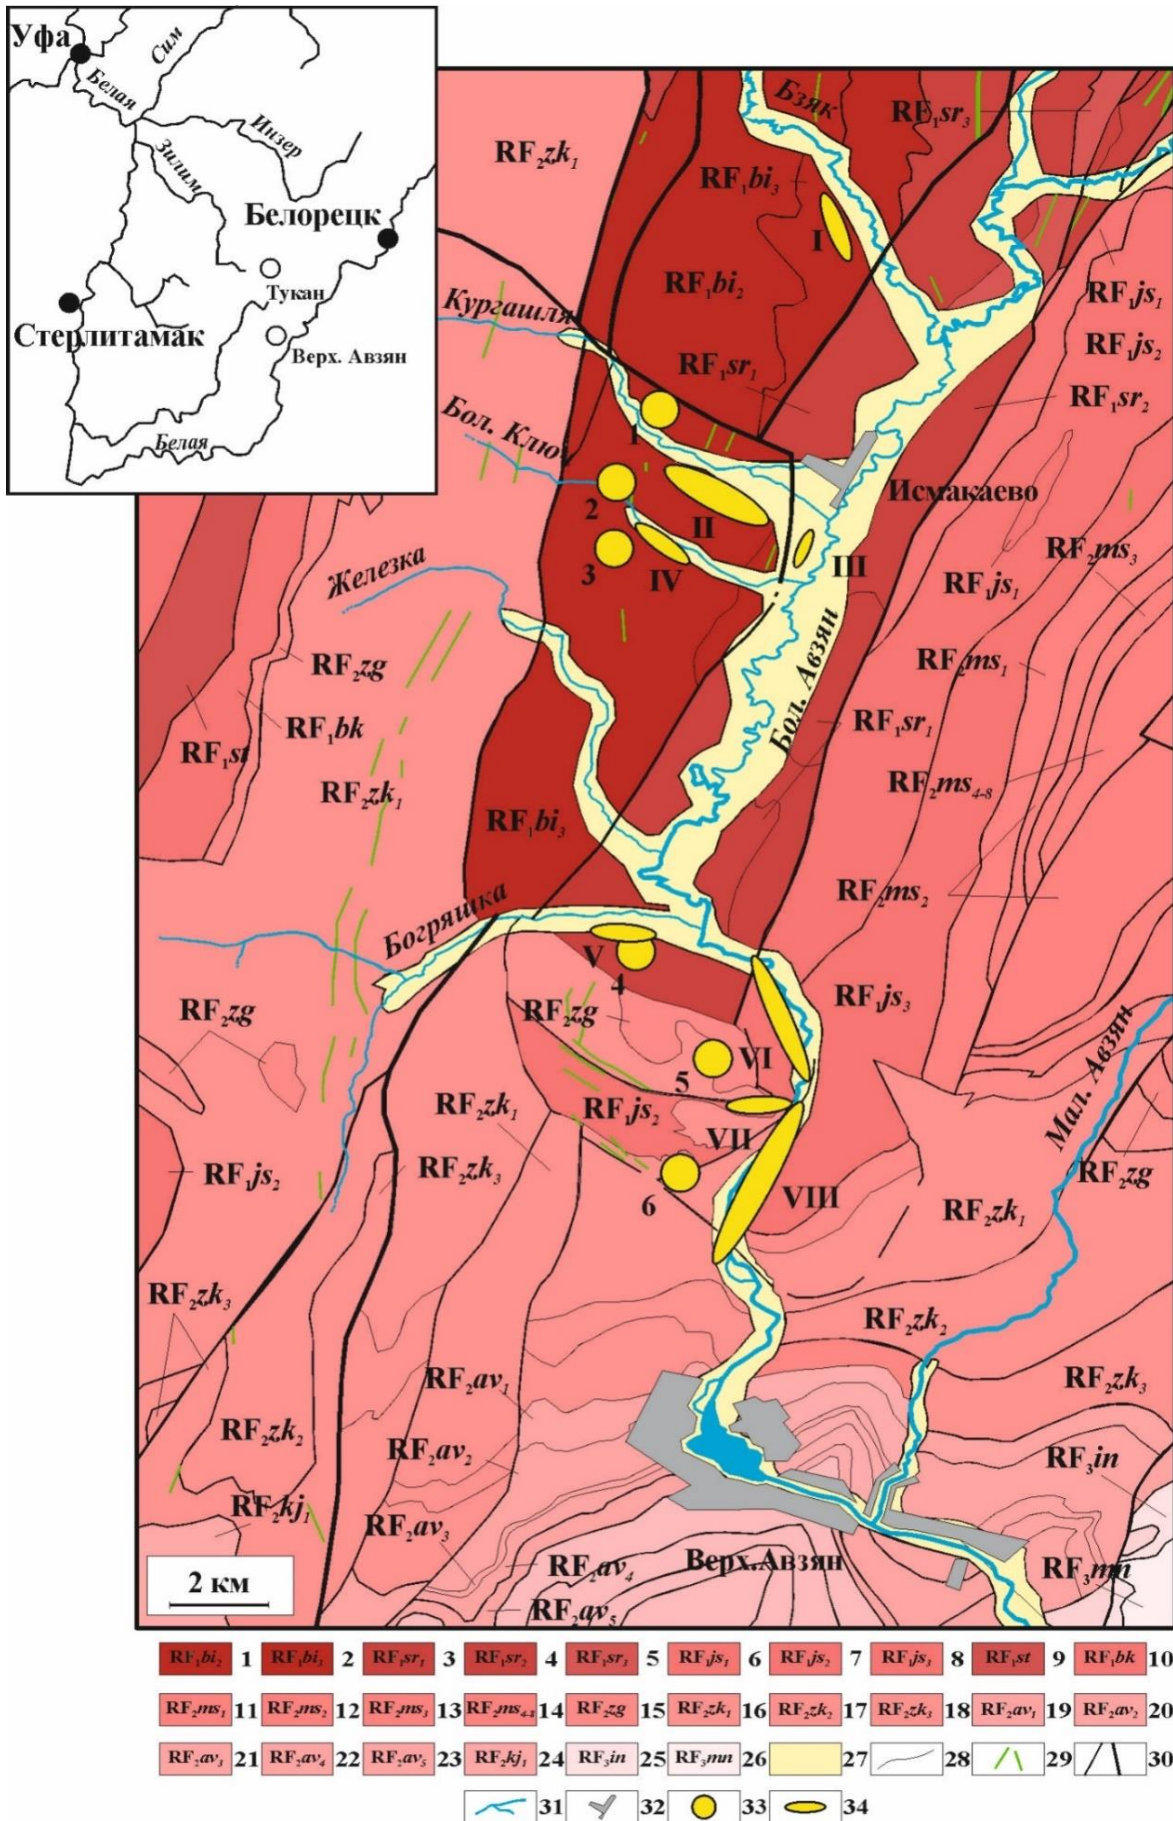 Уфа
Сим
Белая
Инзер
Зилим
Белорецк
Тукан
Стерлитамак
Верх. Авзян
Белая
Бзяк
RF₁sr₃
RF₂zk₁
RF₁bi₃
I
RF₁bi₂
RF₁js₁
Кургашля
RF₁js₂
RF₁sr₁
RF₁sr₂
1
Бол. Ключ
Исмакаево
2
II
RF₂ms₃
3
IV
III
RF₁js₁
Железка
RF₂zg
RF₂ms₁
Бол. Авзян
RF₁bk
RF₁sr₁
RF₁st
RF₂zk₁
RF₂ms₄₋₈
RF₁bi₃
RF₂ms₂
Богряшка
V
4
RF₂zg
RF₂zg
RF₁js₃
Мал. Авзян
VI
5
RF₂zk₁
RF₁js₂
VII
RF₁js₂
RF₂zk₃
RF₂zg
6
VIII
RF₂zk₁
RF₂zk₃
RF₂zk₂
RF₂av₁
RF₂zk₃
RF₂zk₂
RF₂av₂
RF₃in
RF₂kj₁
RF₂av₃
RF₂av₄
Верх.Авзян
RF₃mn
2 км
RF₂av₅
RF₁bi₂ 1 RF₁bi₃ 2 RF₁sr₁ 3 RF₁sr₂ 4 RF₁sr₃ 5 RF₁js₁ 6 RF₁js₂ 7 RF₁js₃ 8 RF₁st 9 RF₁bk 10
RF₂ms₁ 11 RF₂ms₂ 12 RF₂ms₃ 13 RF₂ms₄₋₈ 14 RF₂zg 15 RF₂zk₁ 16 RF₂zk₂ 17 RF₂zk₃ 18 RF₂av₁ 19 RF₂av₂ 20
RF₂av₃ 21 RF₂av₄ 22 RF₂av₅ 23 RF₂kj₁ 24 RF₃in 25 RF₃mn 26 27 28 29 30
31 32 33 34